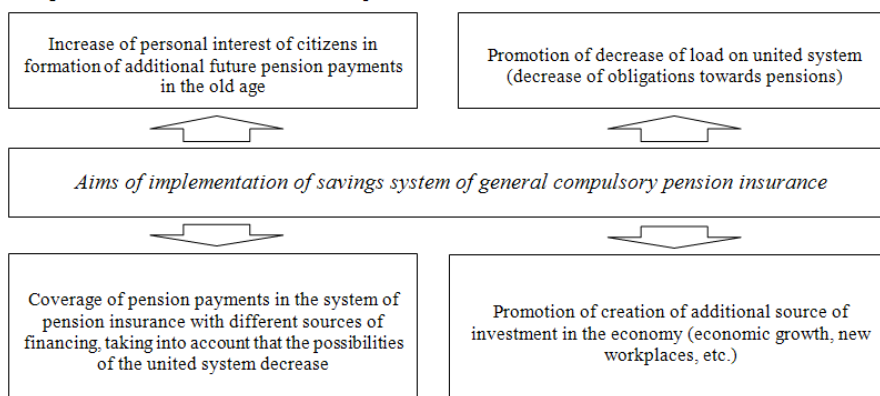 Increase of personal interest of citizens in
formation of additional future pension payments
in the old age
Promotion of decrease of load on united system
(decrease of obligations towards pensions)
Aims of implementation of savings system of general compulsory pension insurance
Coverage of pension payments in the system of
pension insurance with different sources of
financing, taking into account that the possibilities
of the united system decrease
Promotion of creation of additional source of
investment in the economy (economic growth, new
workplaces, etc.)